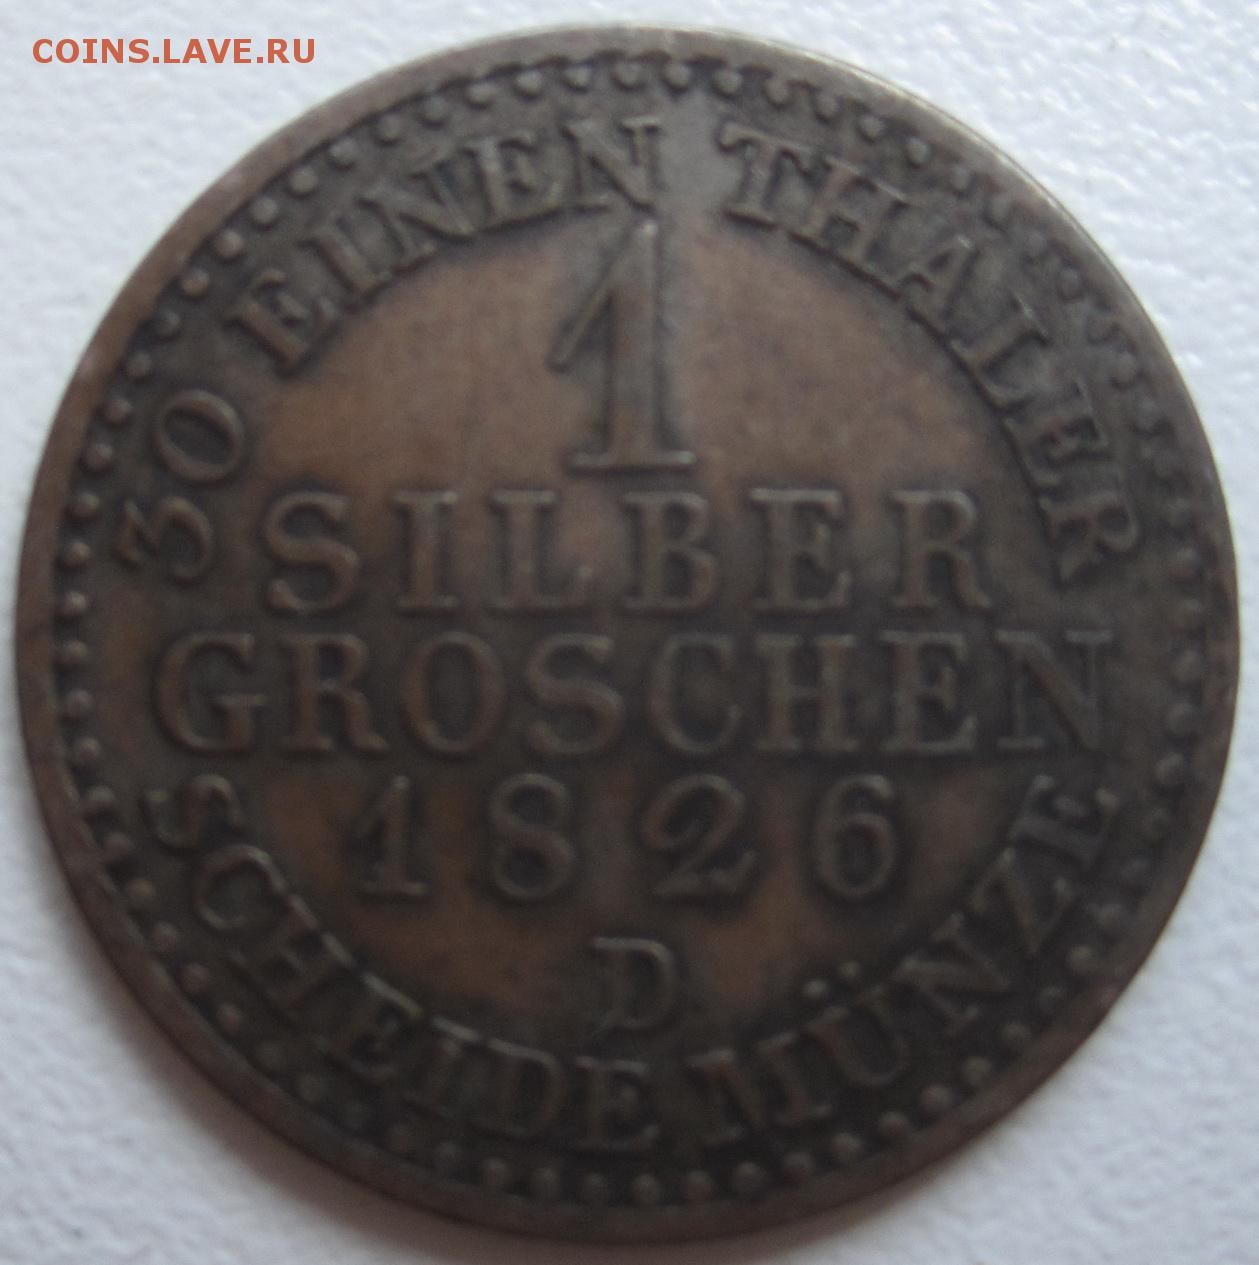 COINS.LAVE.RU
30 EINEN THALER
1
SILBER
GROSCHEN
1826
D
SCHEIDE MÜNZE